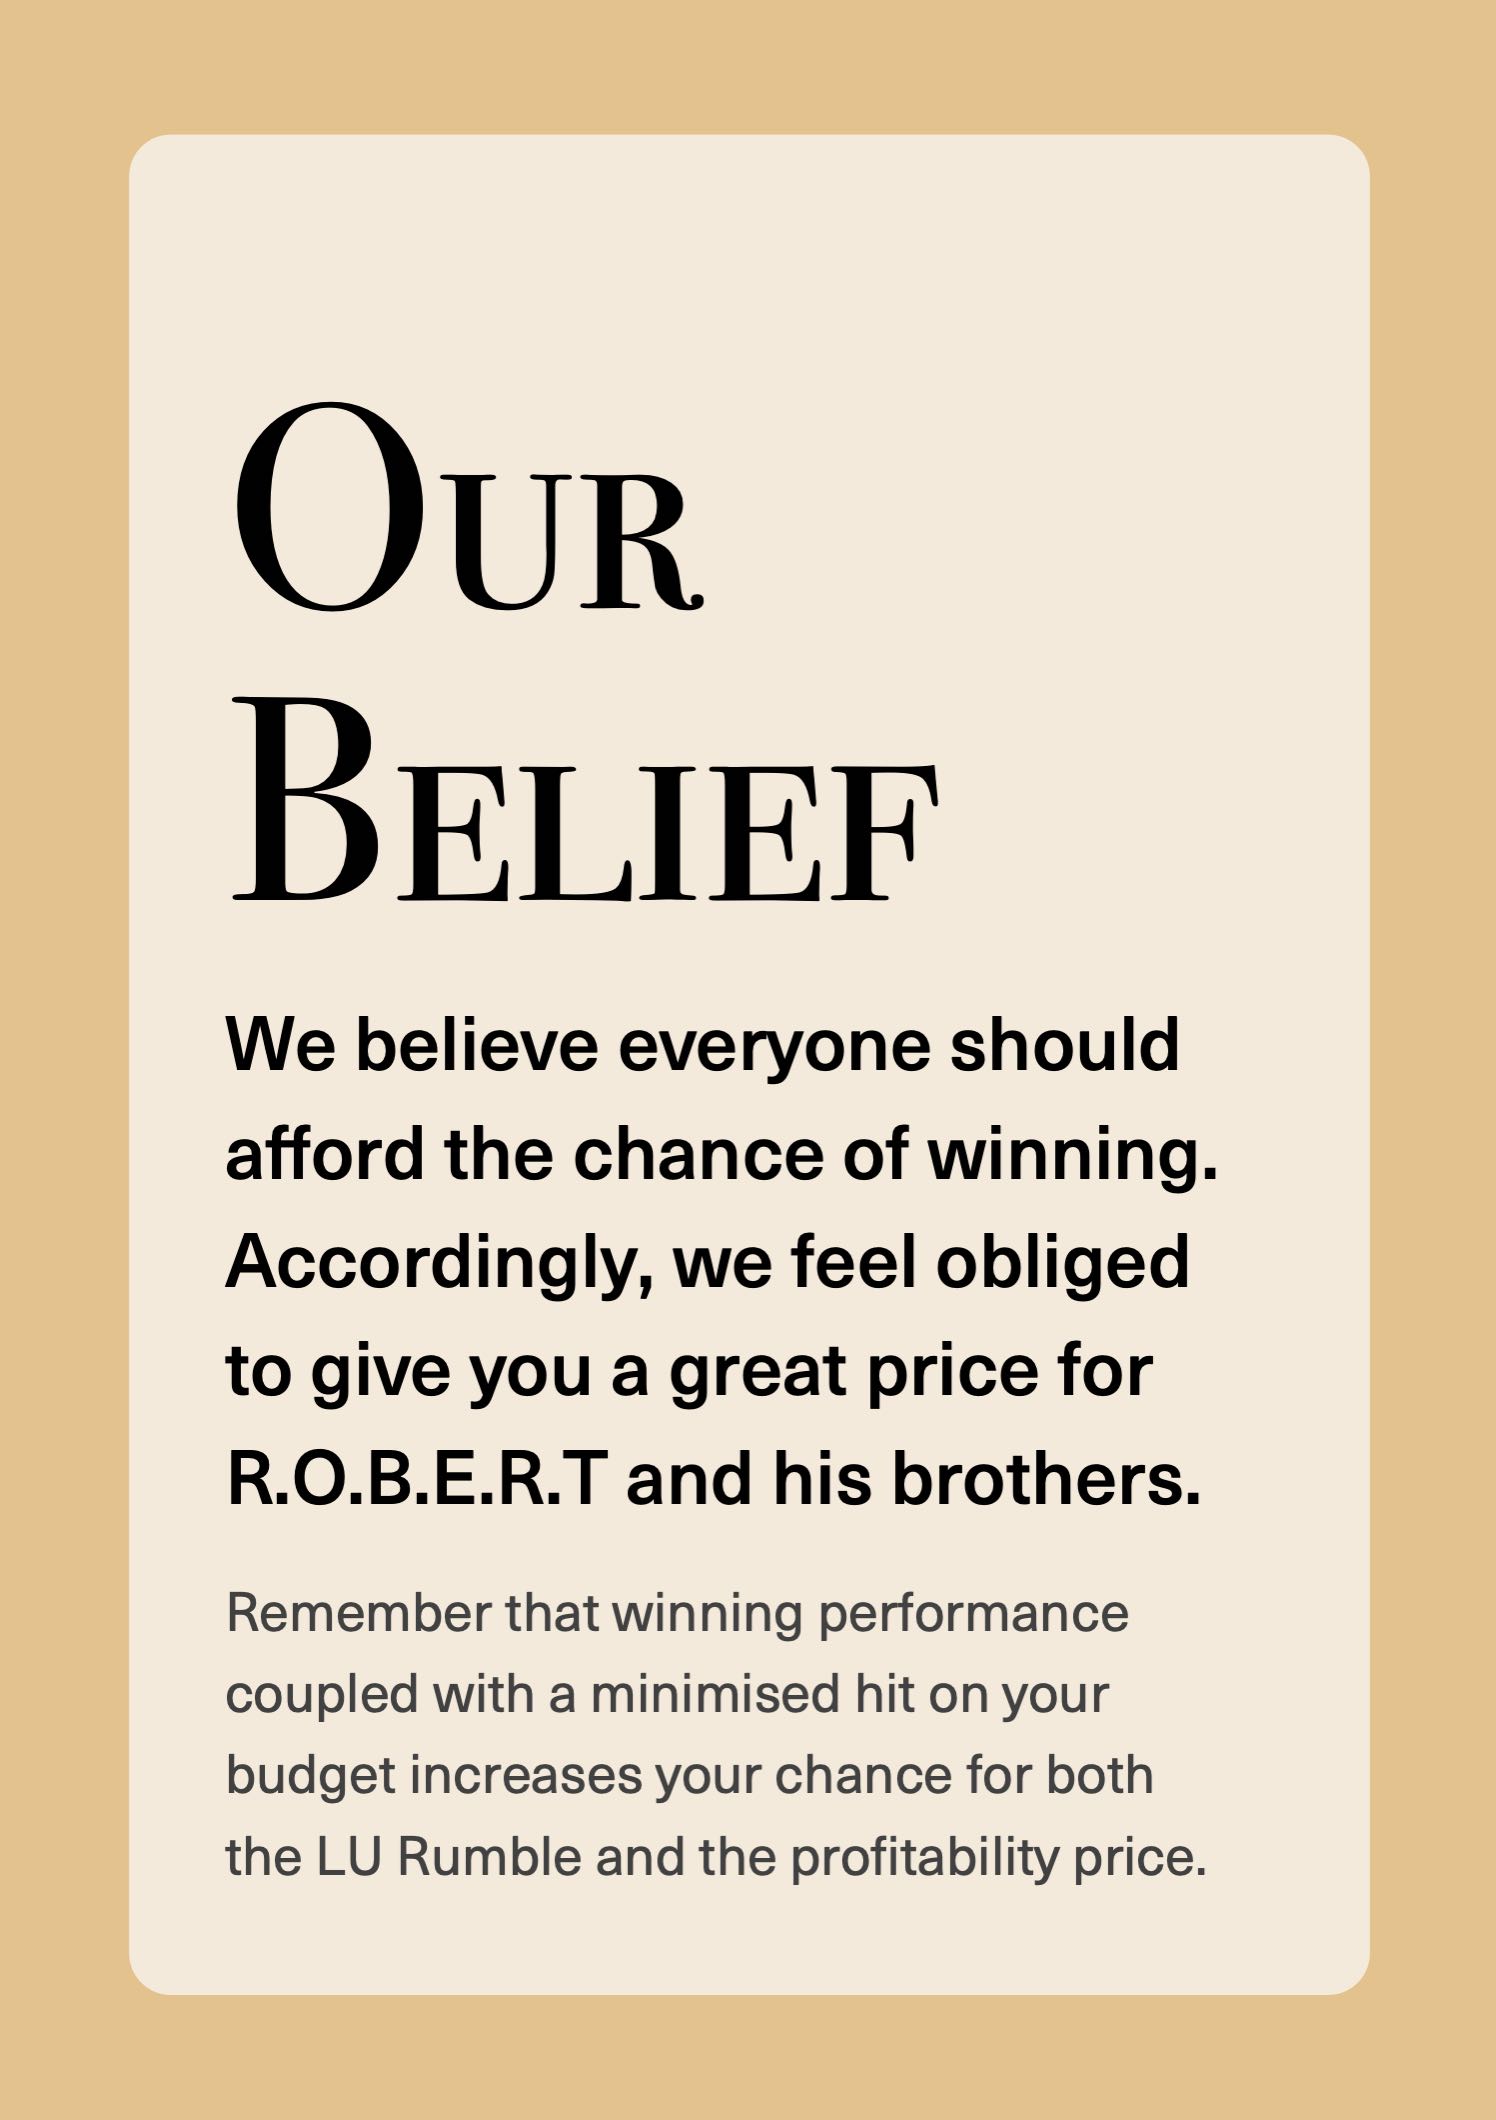 Our
Belief
We believe everyone should
afford the chance of winning.
Accordingly, we feel obliged
to give you a great price for
R.O.B.E.R.T and his brothers.
Remember that winning performance
coupled with a minimised hit on your
budget increases your chance for both
the LU Rumble and the profitability price.